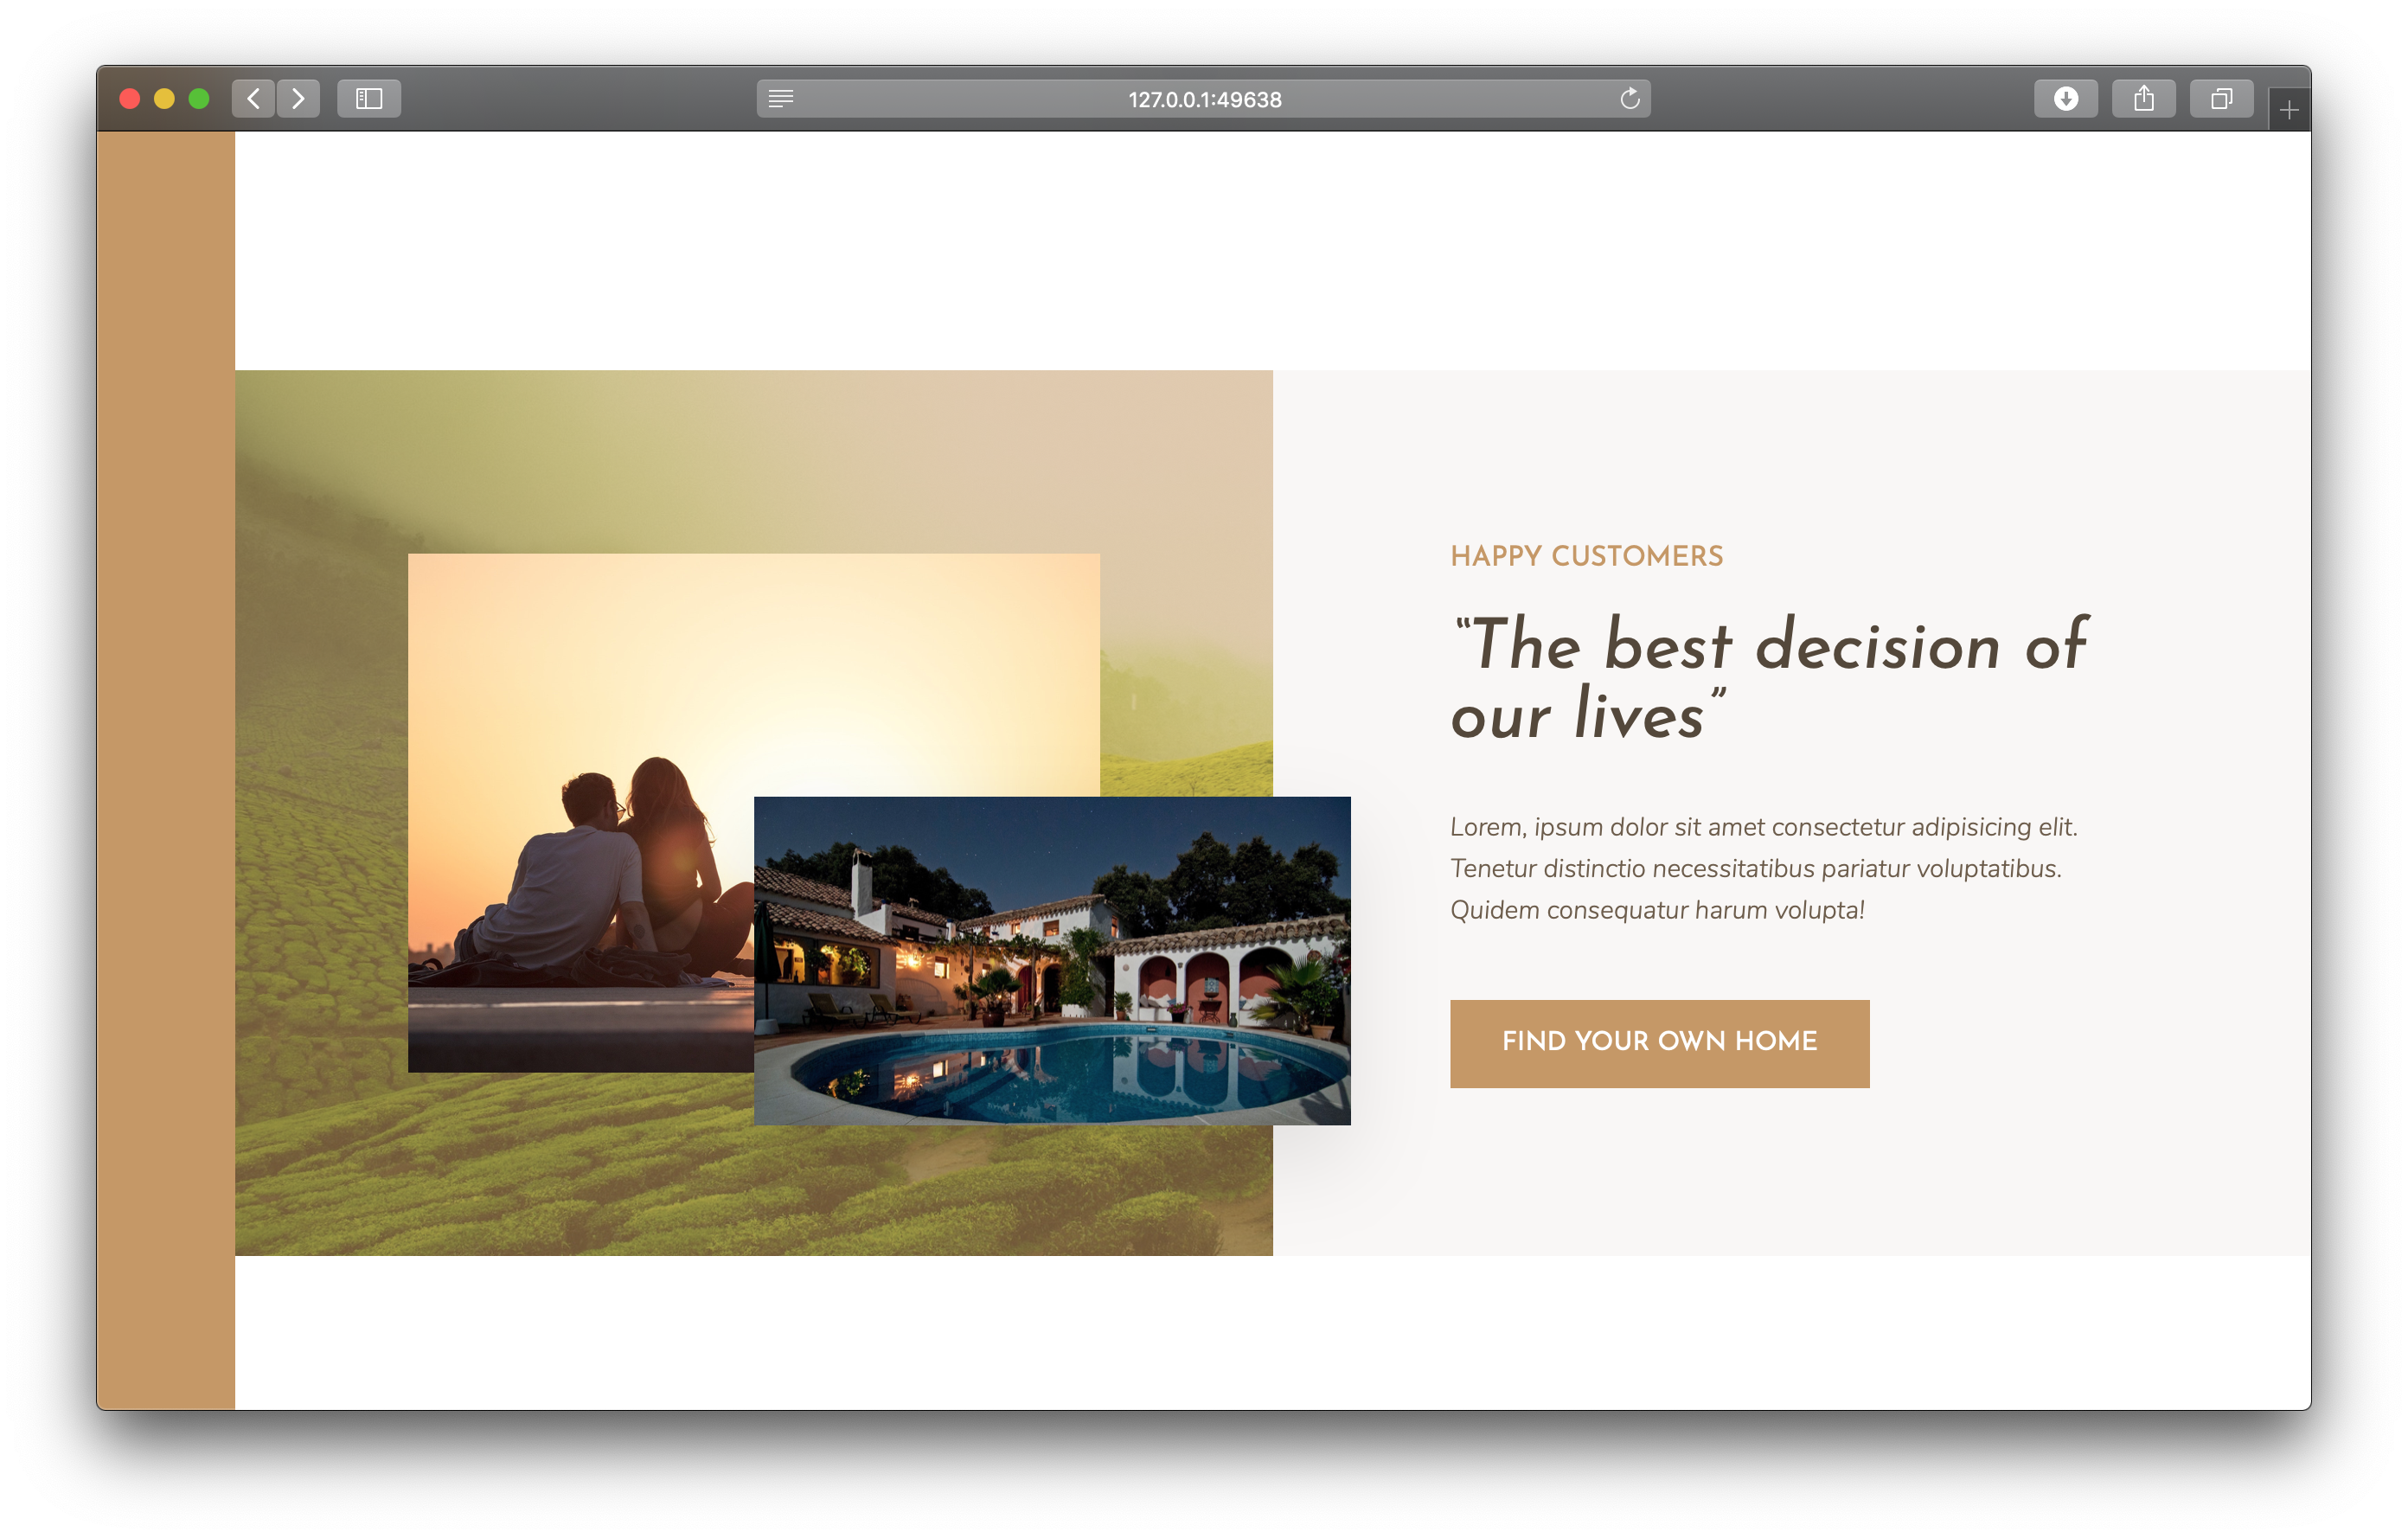 127.0.0.1:49638
HAPPY CUSTOMERS
“The best decision of
our lives”
Lorem, ipsum dolor sit amet consectetur adipisicing elit.
Tenetur distinctio necessitatibus pariatur voluptatibus.
Quidem consequatur harum volupta!
FIND YOUR OWN HOME